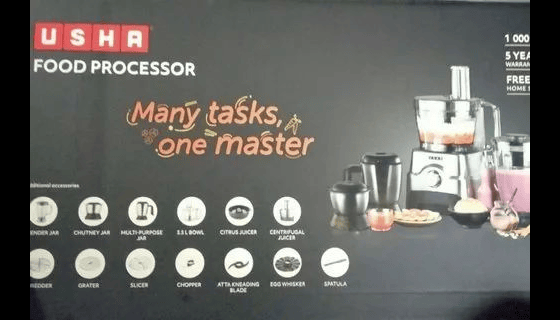 USHA
FOOD PROCESSOR
1 000
5 YEA
WARRAN
FREE
HOME
Many tasks,
one master
dditional accessories
ENDER JAR
CHUTNEY JAR
MULTI-PURPOSE
JAR
3.5 L BOWL
CITRUS JUICER
CENTRIFUGAL
JUICER
REDDER
GRATER
SLICER
CHOPPER
ATTA KNEADING
BLADE
EGG WHISKER
SPATULA